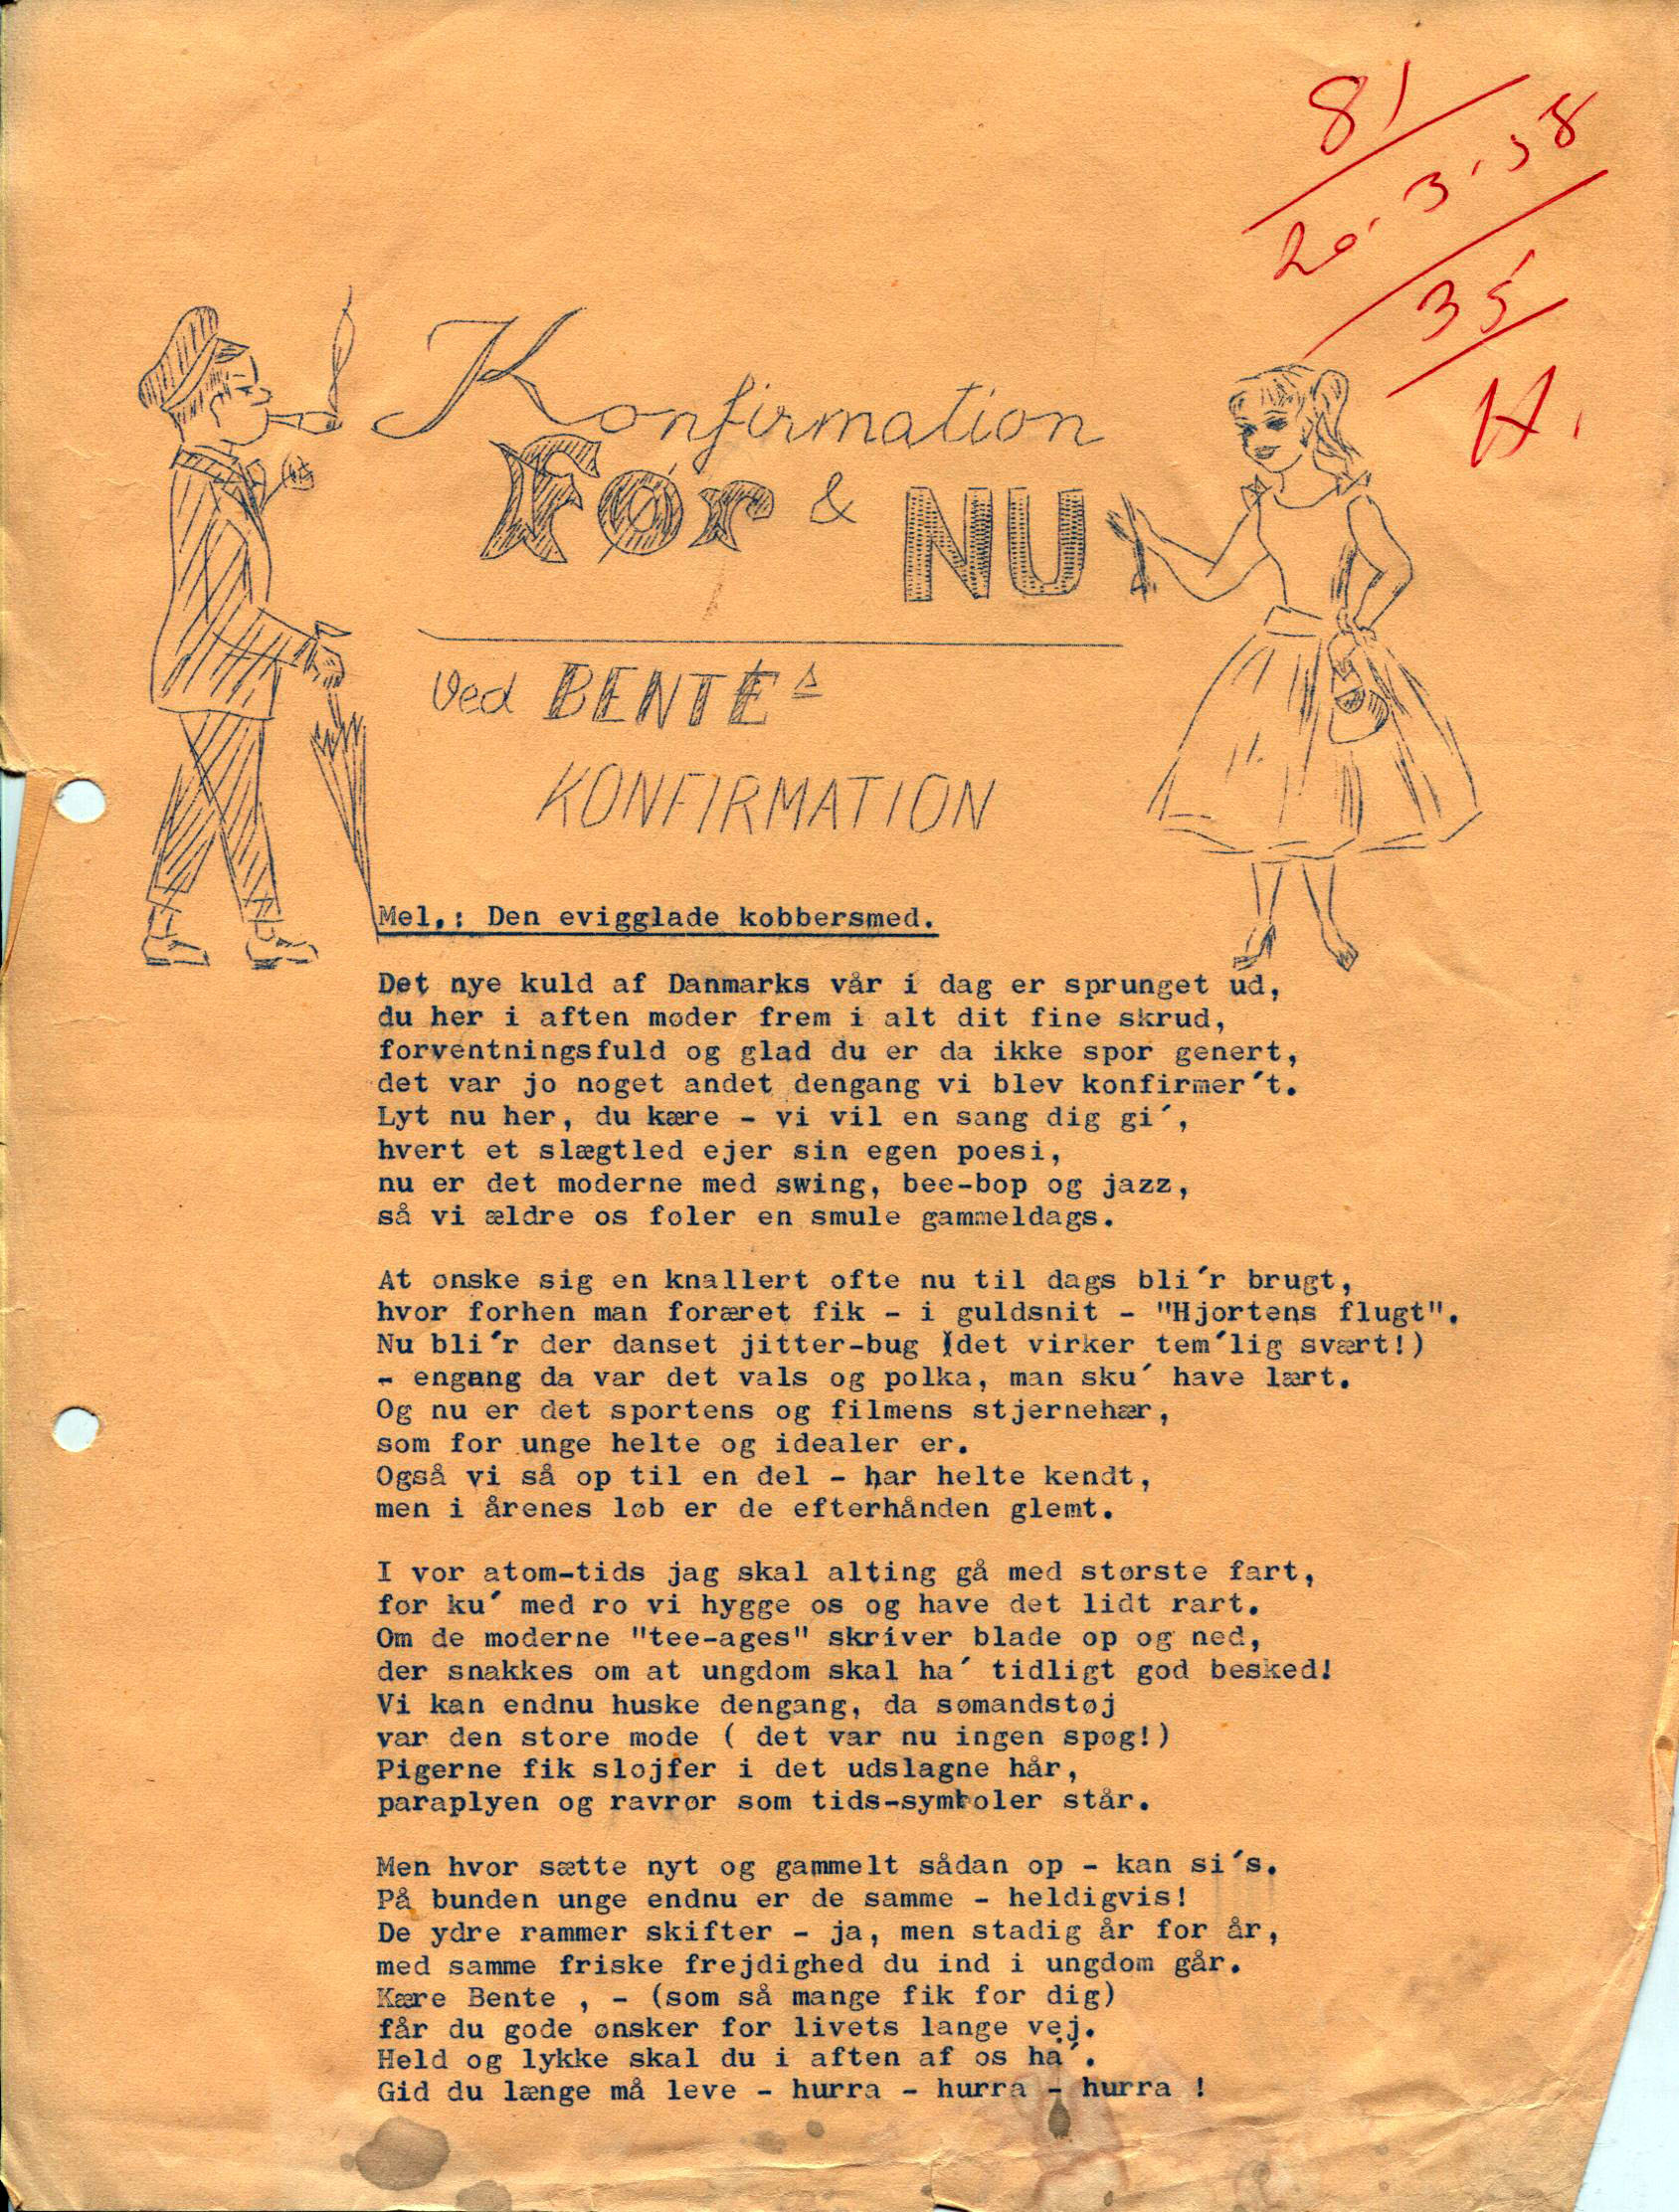 81
20.3.58
35
H.
Konfirmation
Før & NU
Ved BENTEs
KONFIRMATION
Mel.: Den evigglade kobbersmed.
Det nye kuld af Danmarks vår i dag er sprunget ud,
du her i aften møder frem i alt dit fine skrud,
forventningsfuld og glad du er da ikke spor genert,
det var jo noget andet dengang vi blev konfirmer´t.
Lyt nu her, du kære - vi vil en sang dig gi´,
hvert et slægtled ejer sin egen poesi,
nu er det moderne med swing, bee-bop og jazz,
så vi ældre os føler en smule gammeldags.
At ønske sig en knallert ofte nu til dags bli´r brugt,
hvor forhen man foræret fik - i guldsnit - "Hjortens flugt".
Nu bli´r der danset jitter-bug (det virker tem´lig svært!)
- engang da var det vals og polka, man sku´ have lært.
Og nu er det sportens og filmens stjernehær,
som for unge helte og idealer er.
Også vi så op til en del - har helte kendt,
men i årenes løb er de efterhånden glemt.
I vor atom-tids jag skal alting gå med største fart,
før ku´ med ro vi hygge os og have det lidt rart.
Om de moderne "tee-ages" skriver blade op og ned,
der snakkes om at ungdom skal ha´ tidligt god besked!
Vi kan endnu huske dengang, da sømandstøj
var den store mode ( det var nu ingen spøg!)
Pigerne fik sløjfer i det udslagne hår,
paraplyen og ravrør som tids-symboler står.
Men hvor sætte nyt og gammelt sådan op - kan si´s.
På bunden unge endnu er de samme - heldigvis!
De ydre rammer skifter - ja, men stadig år for år,
med samme friske frejdighed du ind i ungdom går.
Kære Bente , - (som så mange fik før dig)
får du gode ønsker for livets lange vej.
Held og lykke skal du i aften af os ha´.
Gid du længe må leve - hurra - hurra - hurra !